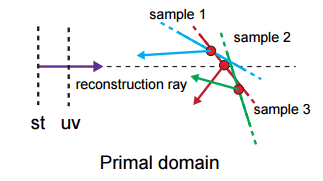 sample 1
sample 2
reconstruction ray
sample 3
st uv
Primal domain